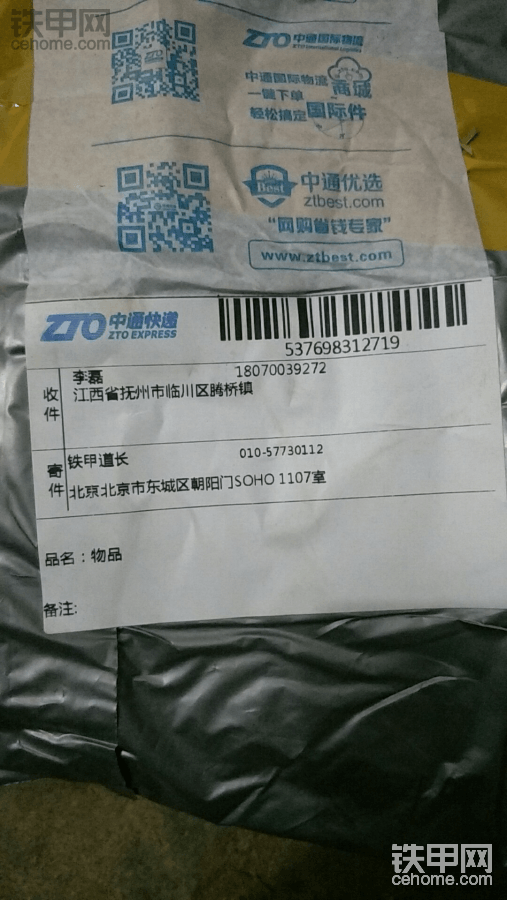 铁甲网
cehome.com
ZTO 中通国际物流
中通国际物流
商城
一键下单
轻松搞定 国际件
Best 中通优选
ztbest.com
“网购省钱专家”
www.ztbest.com
ZTO 中通快递
ZTO EXPRESS
537698312719
收件
李磊 18070039272
江西省抚州市临川区腾桥镇
寄件
铁甲道长 010-57730112
北京北京市东城区朝阳门SOHO 1107室
品名：物品
备注:
铁甲网
cehome.com